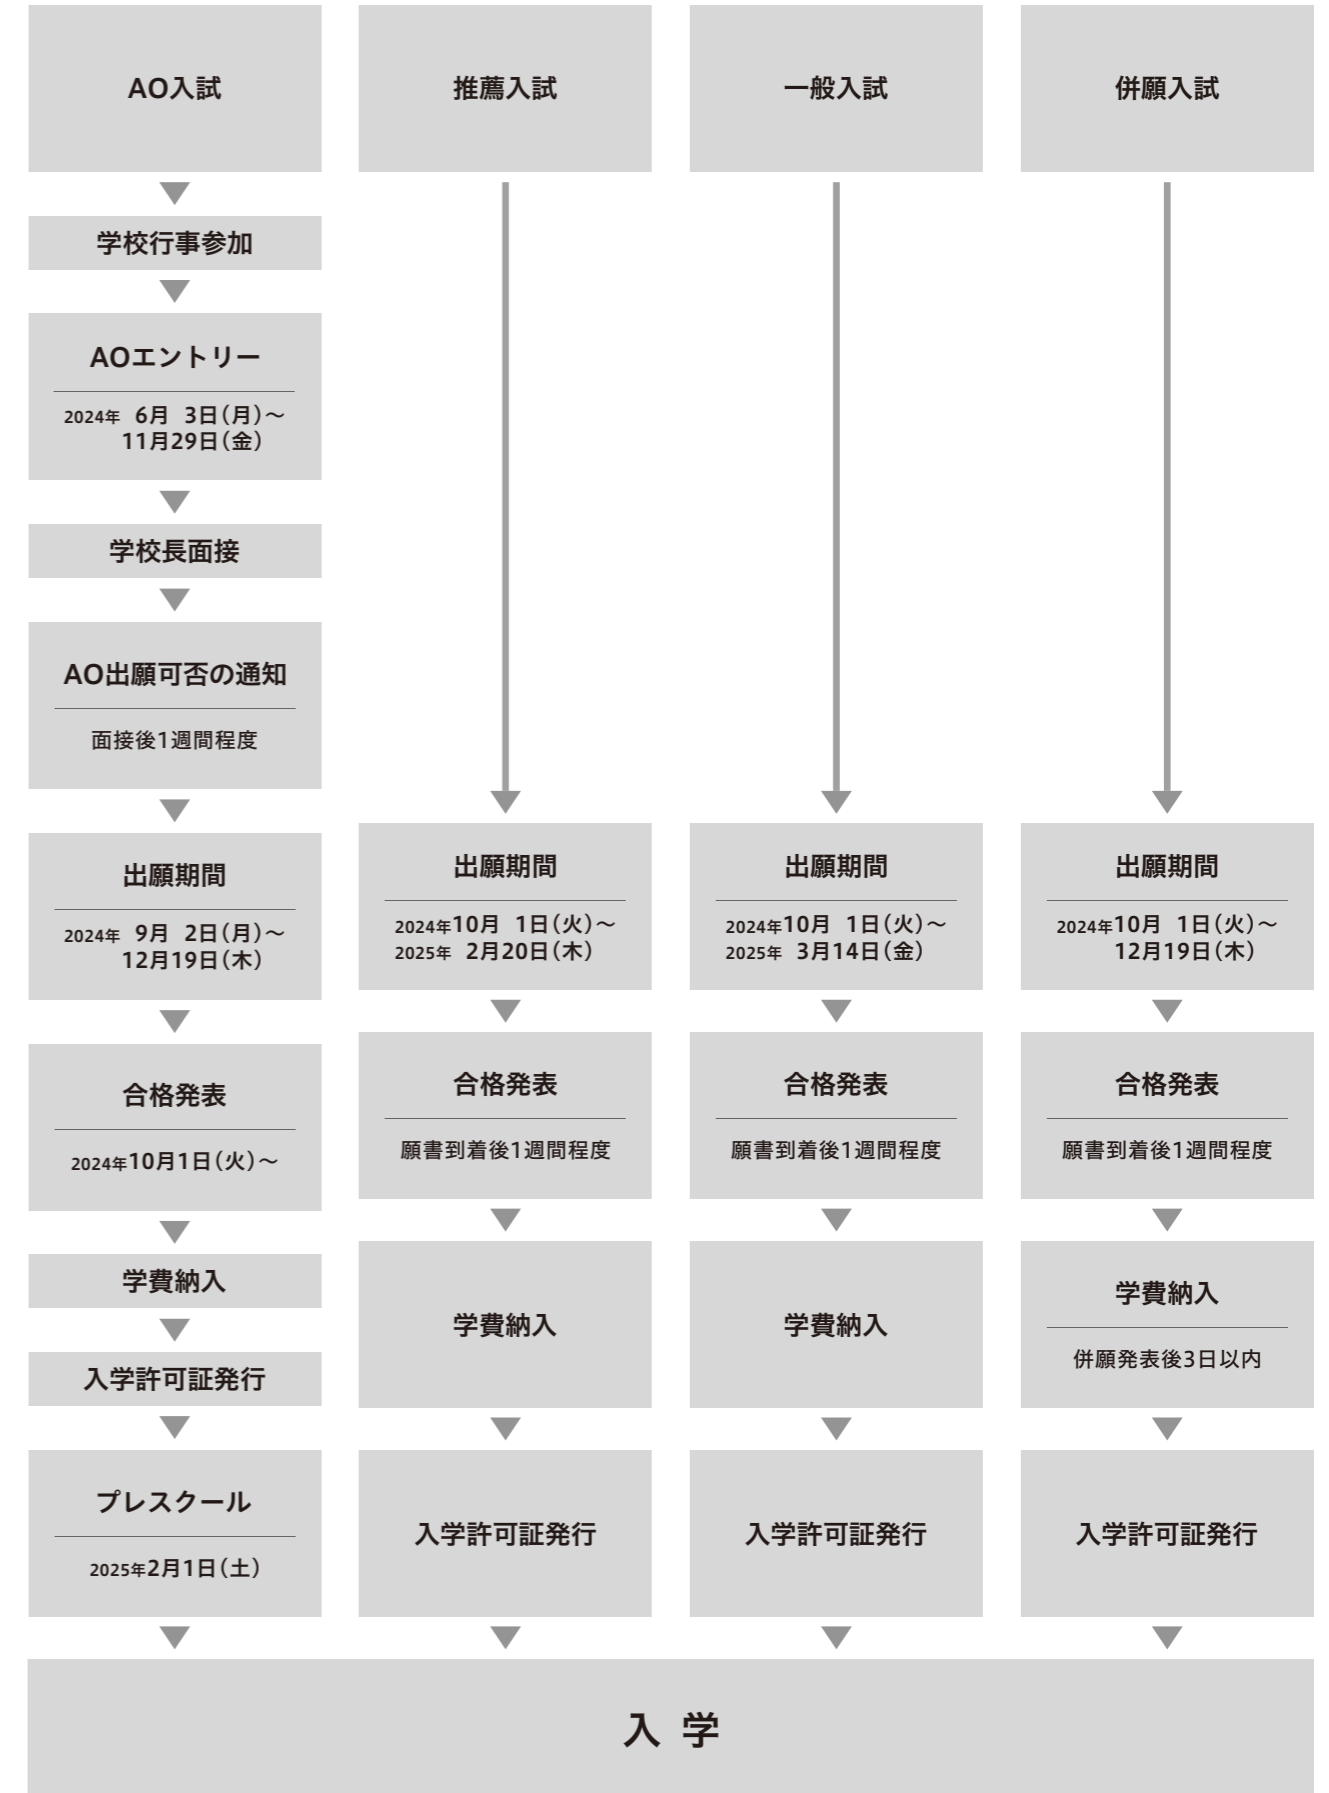 AO入試
学校行事参加
AOエントリー
2024年 6月 3日(月)～
11月29日(金)
学校長面接
AO出願可否の通知
面接後1週間程度
出願期間
2024年 9月 2日(月)～
12月19日(木)
合格発表
2024年10月1日(火)～
学費納入
入学許可証発行
プレスクール
2025年2月1日(土)
推薦入試
出願期間
2024年10月 1日(火)～
2025年 2月20日(木)
合格発表
願書到着後1週間程度
学費納入
入学許可証発行
一般入試
出願期間
2024年10月 1日(火)～
2025年 3月14日(金)
合格発表
願書到着後1週間程度
学費納入
入学許可証発行
併願入試
出願期間
2024年10月 1日(火)～
12月19日(木)
合格発表
願書到着後1週間程度
学費納入
併願発表後3日以内
入学許可証発行
入 学